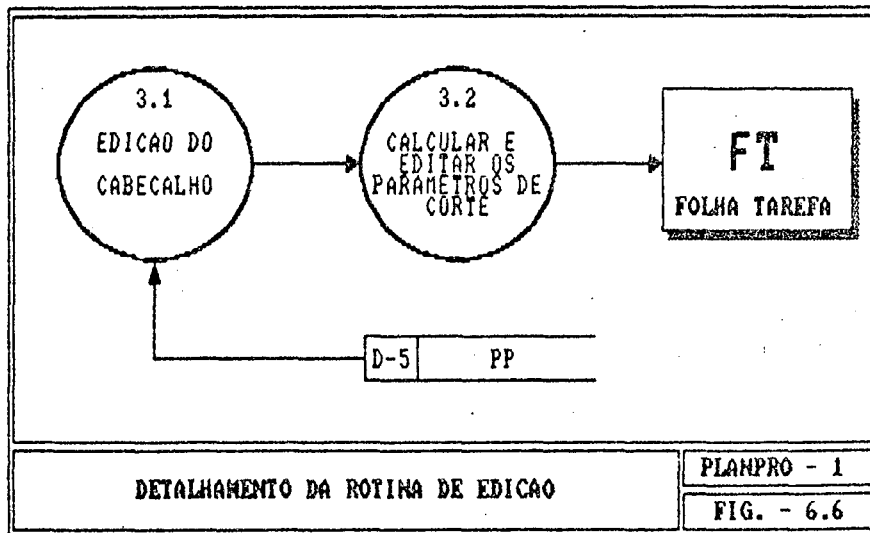 3.1
EDICAO DO
CABECALHO
3.2
CALCULAR E
EDITAR OS
PARAMETROS DE
CORTE
FT
FOLHA TAREFA
D-5 PP
DETALHAMENTO DA ROTINA DE EDICAO
PLANPRO - 1
FIG. - 6.6